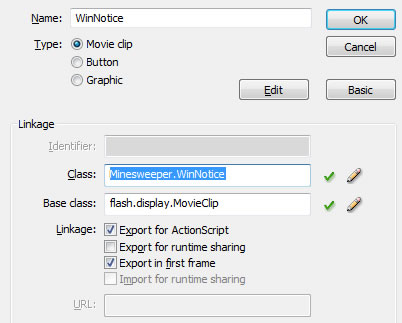 Name: WinNotice OK
Type: Movie clip Cancel
Button
Graphic
Edit Basic
Linkage
Identifier:
Class: Minesweeper.WinNotice
Base class: flash.display.MovieClip
Linkage: Export for ActionScript
Export for runtime sharing
Export in first frame
Import for runtime sharing
URL: